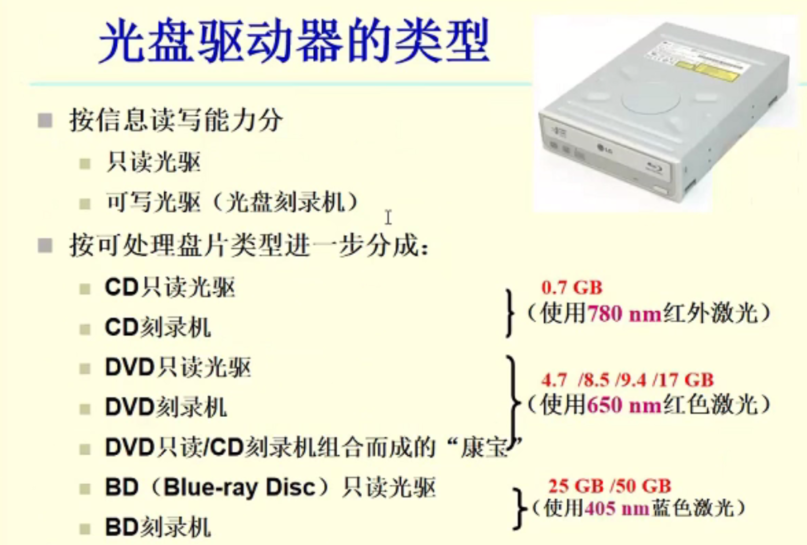 光盘驱动器的类型
按信息读写能力分
只读光驱
可写光驱（光盘刻录机）
按可处理盘片类型进一步分成：
CD只读光驱
0.7 GB
（使用780 nm红外激光）
CD刻录机
DVD只读光驱
4.7 /8.5 /9.4 /17 GB
（使用650 nm红色激光）
DVD刻录机
DVD只读/CD刻录机组合而成的“康宝”
BD（Blue-ray Disc）只读光驱
25 GB /50 GB
（使用405 nm蓝色激光）
BD刻录机
LG